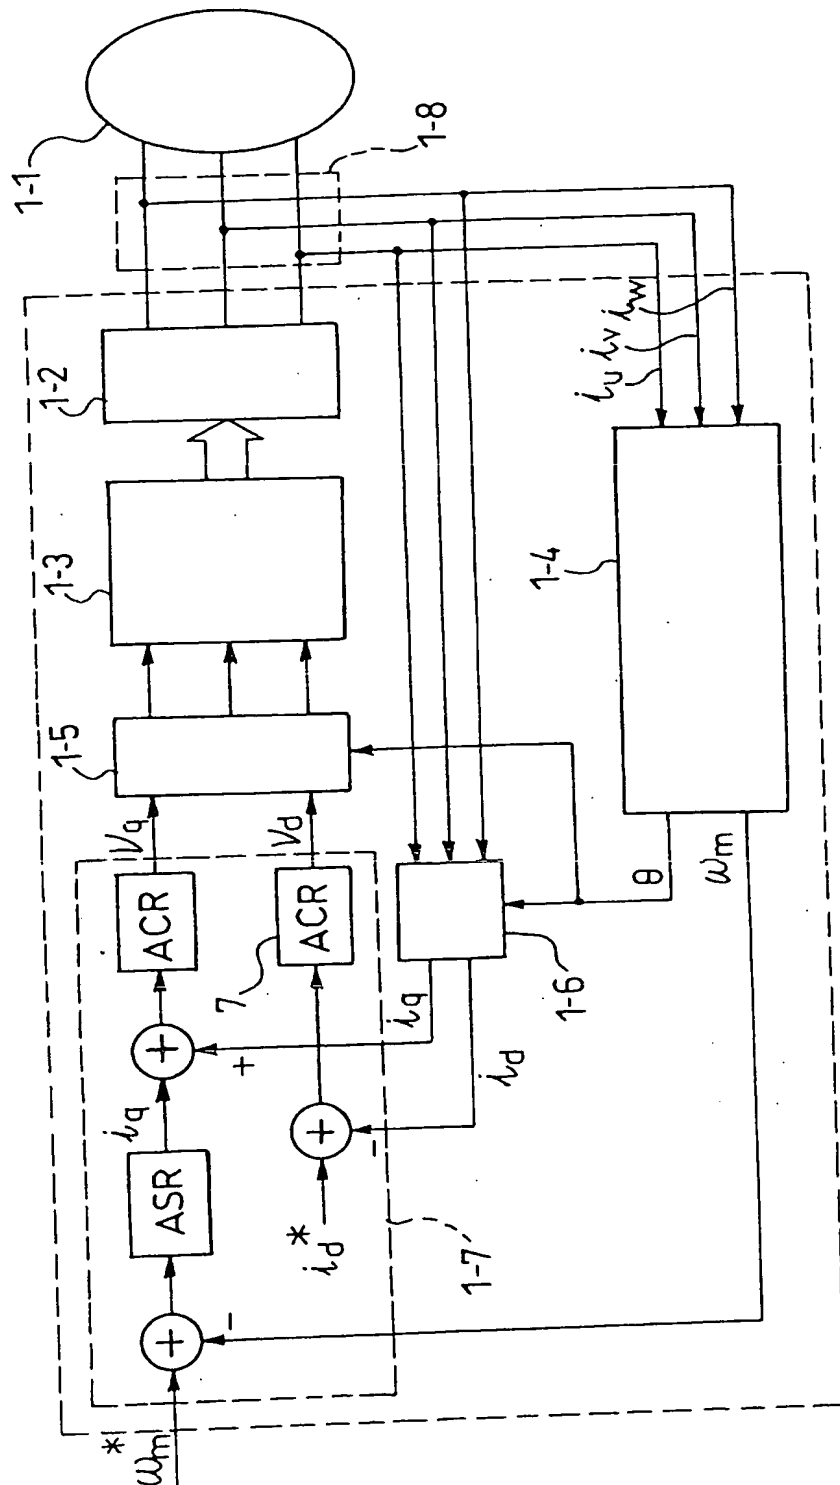 1-1
1-8
1-2
1-3
1-5
1-4
1-6
1-7
7
ACR
ACR
ASR
Vq
Vd
iq
iq
id
id*
ωm*
ωm
θ
iu iv iw
+
+
+
+
-
-